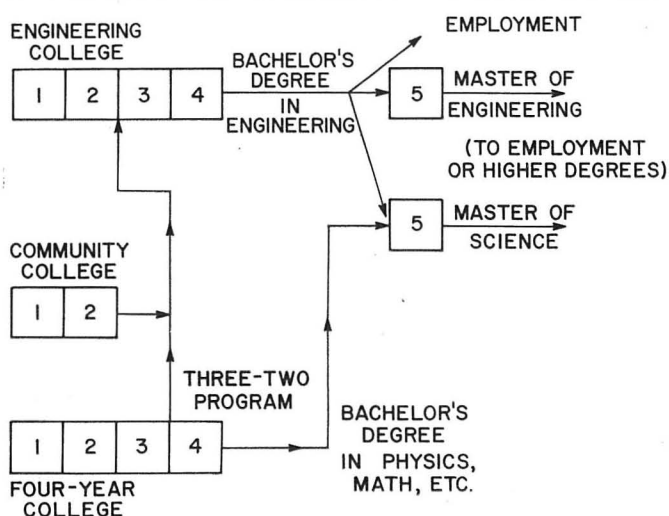 ENGINEERING
COLLEGE
1 2 3 4
BACHELOR'S
DEGREE
IN
ENGINEERING
EMPLOYMENT
5
MASTER OF
ENGINEERING
(TO EMPLOYMENT
OR HIGHER DEGREES)
5
MASTER OF
SCIENCE
COMMUNITY
COLLEGE
1 2
THREE-TWO
PROGRAM
1 2 3 4
FOUR-YEAR
COLLEGE
BACHELOR'S
DEGREE
IN PHYSICS,
MATH, ETC.